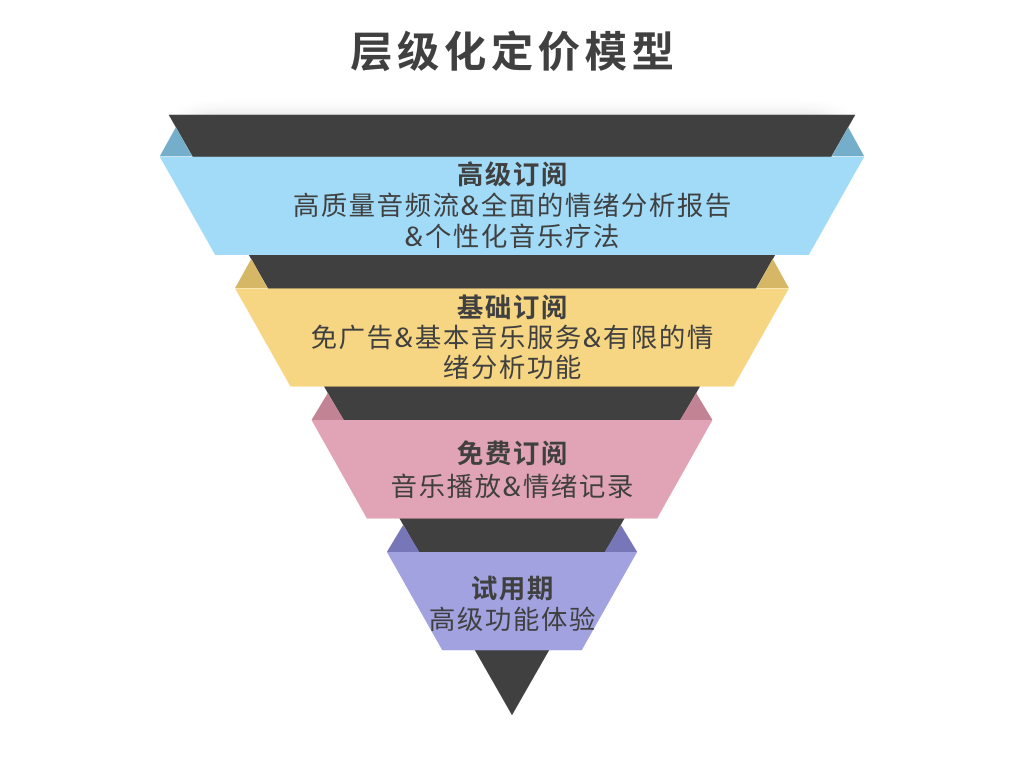 层级化定价模型
高级订阅
高质量音频流&全面的情绪分析报告
&个性化音乐疗法
基础订阅
免广告&基本音乐服务&有限的情
绪分析功能
免费订阅
音乐播放&情绪记录
试用期
高级功能体验